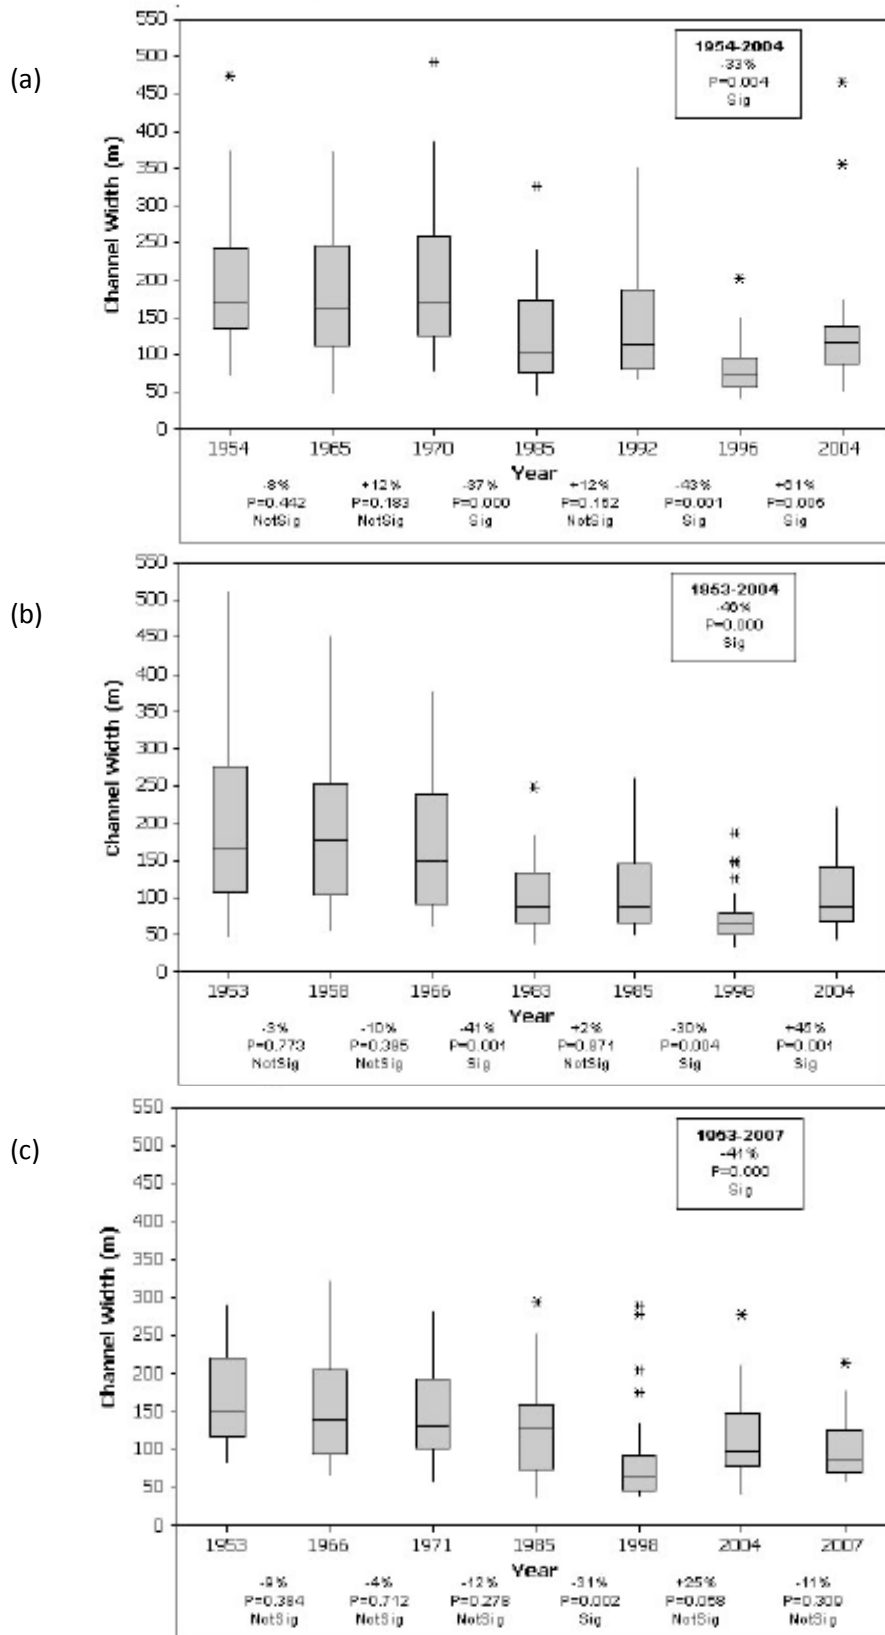 (a)
550
500
450
400
350
300
250
200
150
100
50
0
Channel Width (m)
1954-2004
-33%
P=0.004
Sig
1954 1965 1970 1985 1992 1996 2004
Year
-8% +12% -37% +12% -43% +61%
P=0.442 P=0.183 P=0.000 P=0.001 P=0.006
NotSig NotSig Sig NotSig Sig Sig
(b)
550
500
450
400
350
300
250
200
150
100
50
0
Channel Width (m)
1953-2004
P=0.000
Sig
1953 1958 1966 1983 1985 1998 2004
Year
-3% -10% -41% +2% -30%
P=0.773 P=0.395 P=0.001 P=0.871 P=0.004 P=0.001
NotSig NotSig Sig NotSig Sig Sig
(c)
550
500
450
400
350
300
250
200
150
100
50
0
Channel Width (m)
1953-2007
-41%
P=0.000
Sig
1953 1966 1971 1985 1998 2004 2007
Year
-9% -4% -12% -31% +25% -11%
P=0.384 P=0.712 P=0.278 P=0.002 P=0.058 P=0.309
NotSig NotSig NotSig Sig NotSig NotSig